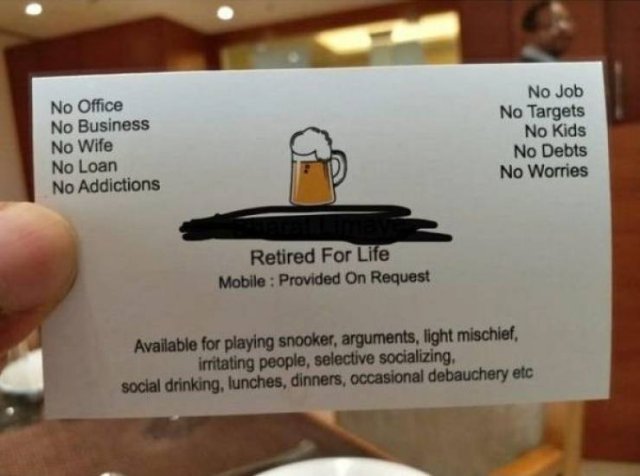 No Office
No Business
No Wife
No Loan
No Addictions
No Job
No Targets
No Kids
No Debts
No Worries
Retired For Life
Mobile : Provided On Request
Available for playing snooker, arguments, light mischief,
irritating people, selective socializing,
social drinking, lunches, dinners, occasional debauchery etc